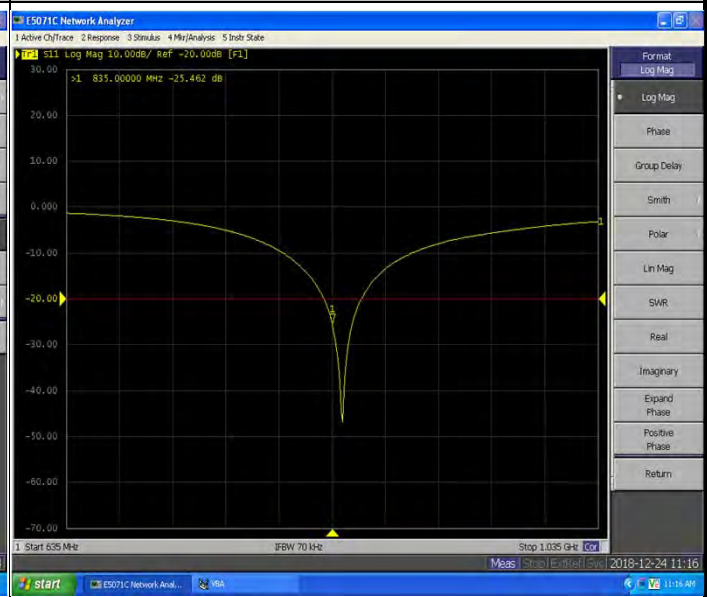 E5071C Network Analyzer
1 Active Ch/Trace 2 Response 3 Stimulus 4 Mkr/Analysis 5 Instr State
Tr1 S11 Log Mag 10.00dB/ Ref -20.00dB [F1]
>1 835.00000 MHz -25.462 dB
30.00
20.00
10.00
0.000
-10.00
-20.00
-30.00
-40.00
-50.00
-60.00
-70.00
1
1
Format
Log Mag
Log Mag
Phase
Group Delay
Smith
Polar
Lin Mag
SWR
Real
Imaginary
Expand
Phase
Positive
Phase
Return
1 Start 635 MHz IFBW 70 kHz Stop 1.035 GHz Cor
Meas Stop ExtRef Svc 2018-12-24 11:16
start E5071C Network Anal... VBA 11:16 AM